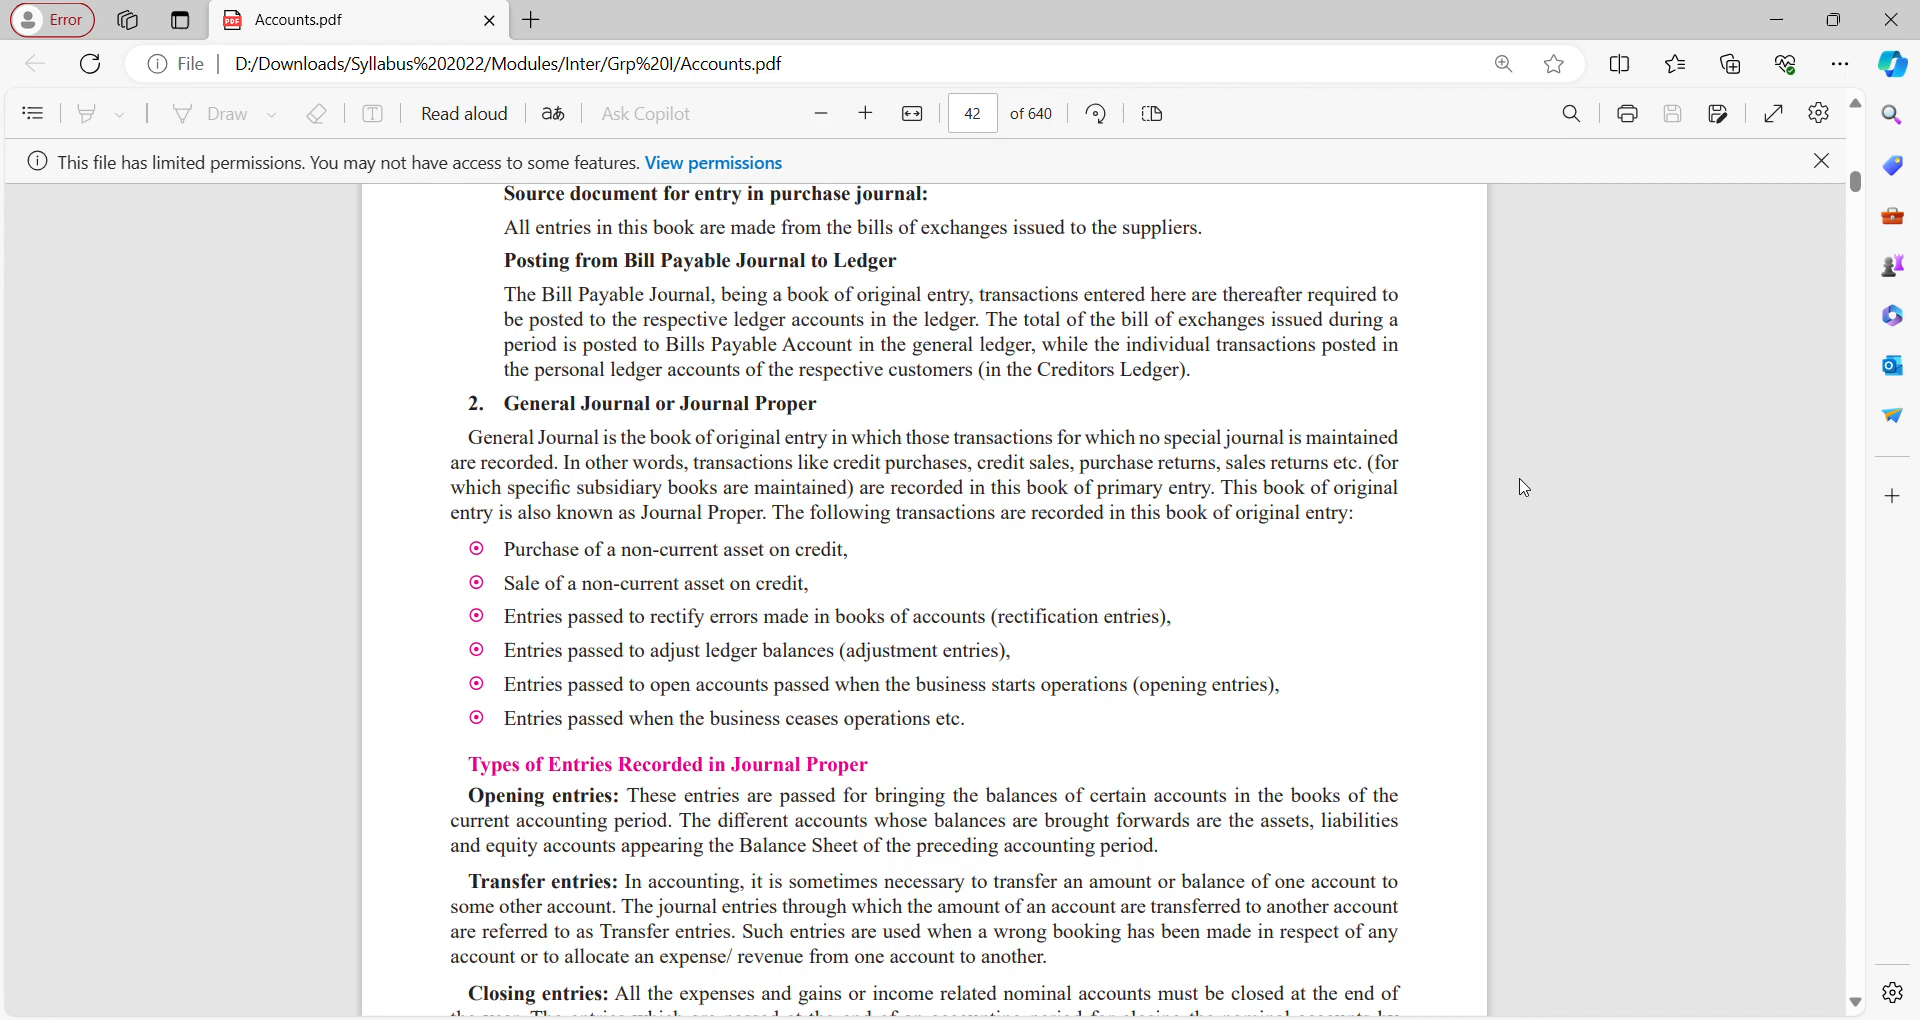 Error
Accounts.pdf
File
D:/Downloads/Syllabus%202022/Modules/Inter/Grp%20I/Accounts.pdf
Draw
Read aloud
aあ
Ask Copilot
42
of 640
This file has limited permissions. You may not have access to some features. View permissions
Source document for entry in purchase journal:
All entries in this book are made from the bills of exchanges issued to the suppliers.
Posting from Bill Payable Journal to Ledger
The Bill Payable Journal, being a book of original entry, transactions entered here are thereafter required to
be posted to the respective ledger accounts in the ledger. The total of the bill of exchanges issued during a
period is posted to Bills Payable Account in the general ledger, while the individual transactions posted in
the personal ledger accounts of the respective customers (in the Creditors Ledger).
2. General Journal or Journal Proper
General Journal is the book of original entry in which those transactions for which no special journal is maintained
are recorded. In other words, transactions like credit purchases, credit sales, purchase returns, sales returns etc. (for
which specific subsidiary books are maintained) are recorded in this book of primary entry. This book of original
entry is also known as Journal Proper. The following transactions are recorded in this book of original entry:
Purchase of a non-current asset on credit,
Sale of a non-current asset on credit,
Entries passed to rectify errors made in books of accounts (rectification entries),
Entries passed to adjust ledger balances (adjustment entries),
Entries passed to open accounts passed when the business starts operations (opening entries),
Entries passed when the business ceases operations etc.
Types of Entries Recorded in Journal Proper
Opening entries: These entries are passed for bringing the balances of certain accounts in the books of the
current accounting period. The different accounts whose balances are brought forwards are the assets, liabilities
and equity accounts appearing the Balance Sheet of the preceding accounting period.
Transfer entries: In accounting, it is sometimes necessary to transfer an amount or balance of one account to
some other account. The journal entries through which the amount of an account are transferred to another account
are referred to as Transfer entries. Such entries are used when a wrong booking has been made in respect of any
account or to allocate an expense/ revenue from one account to another.
Closing entries: All the expenses and gains or income related nominal accounts must be closed at the end of